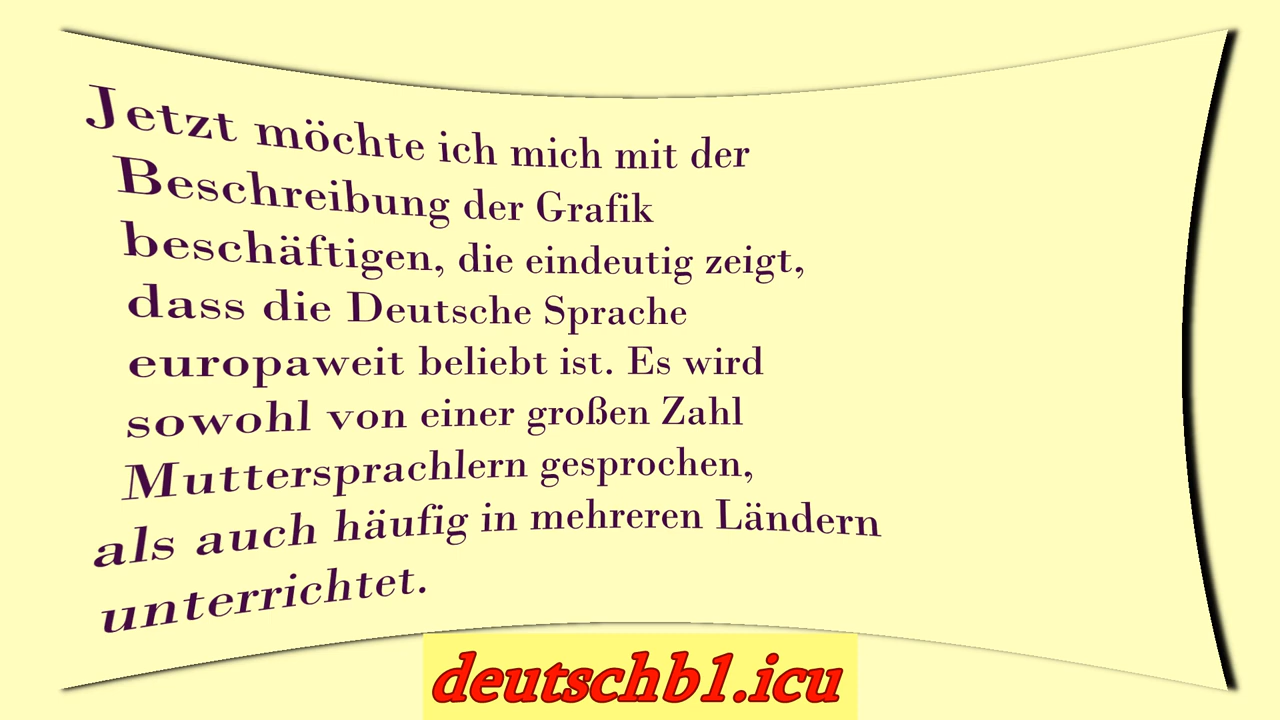 Jetzt möchte ich mich mit der
Beschreibung der Grafik
beschäftigen, die eindeutig zeigt,
dass die Deutsche Sprache
europaweit beliebt ist. Es wird
sowohl von einer großen Zahl
Muttersprachlern gesprochen,
als auch häufig in mehreren Ländern
unterrichtet.
deutschb1.icu